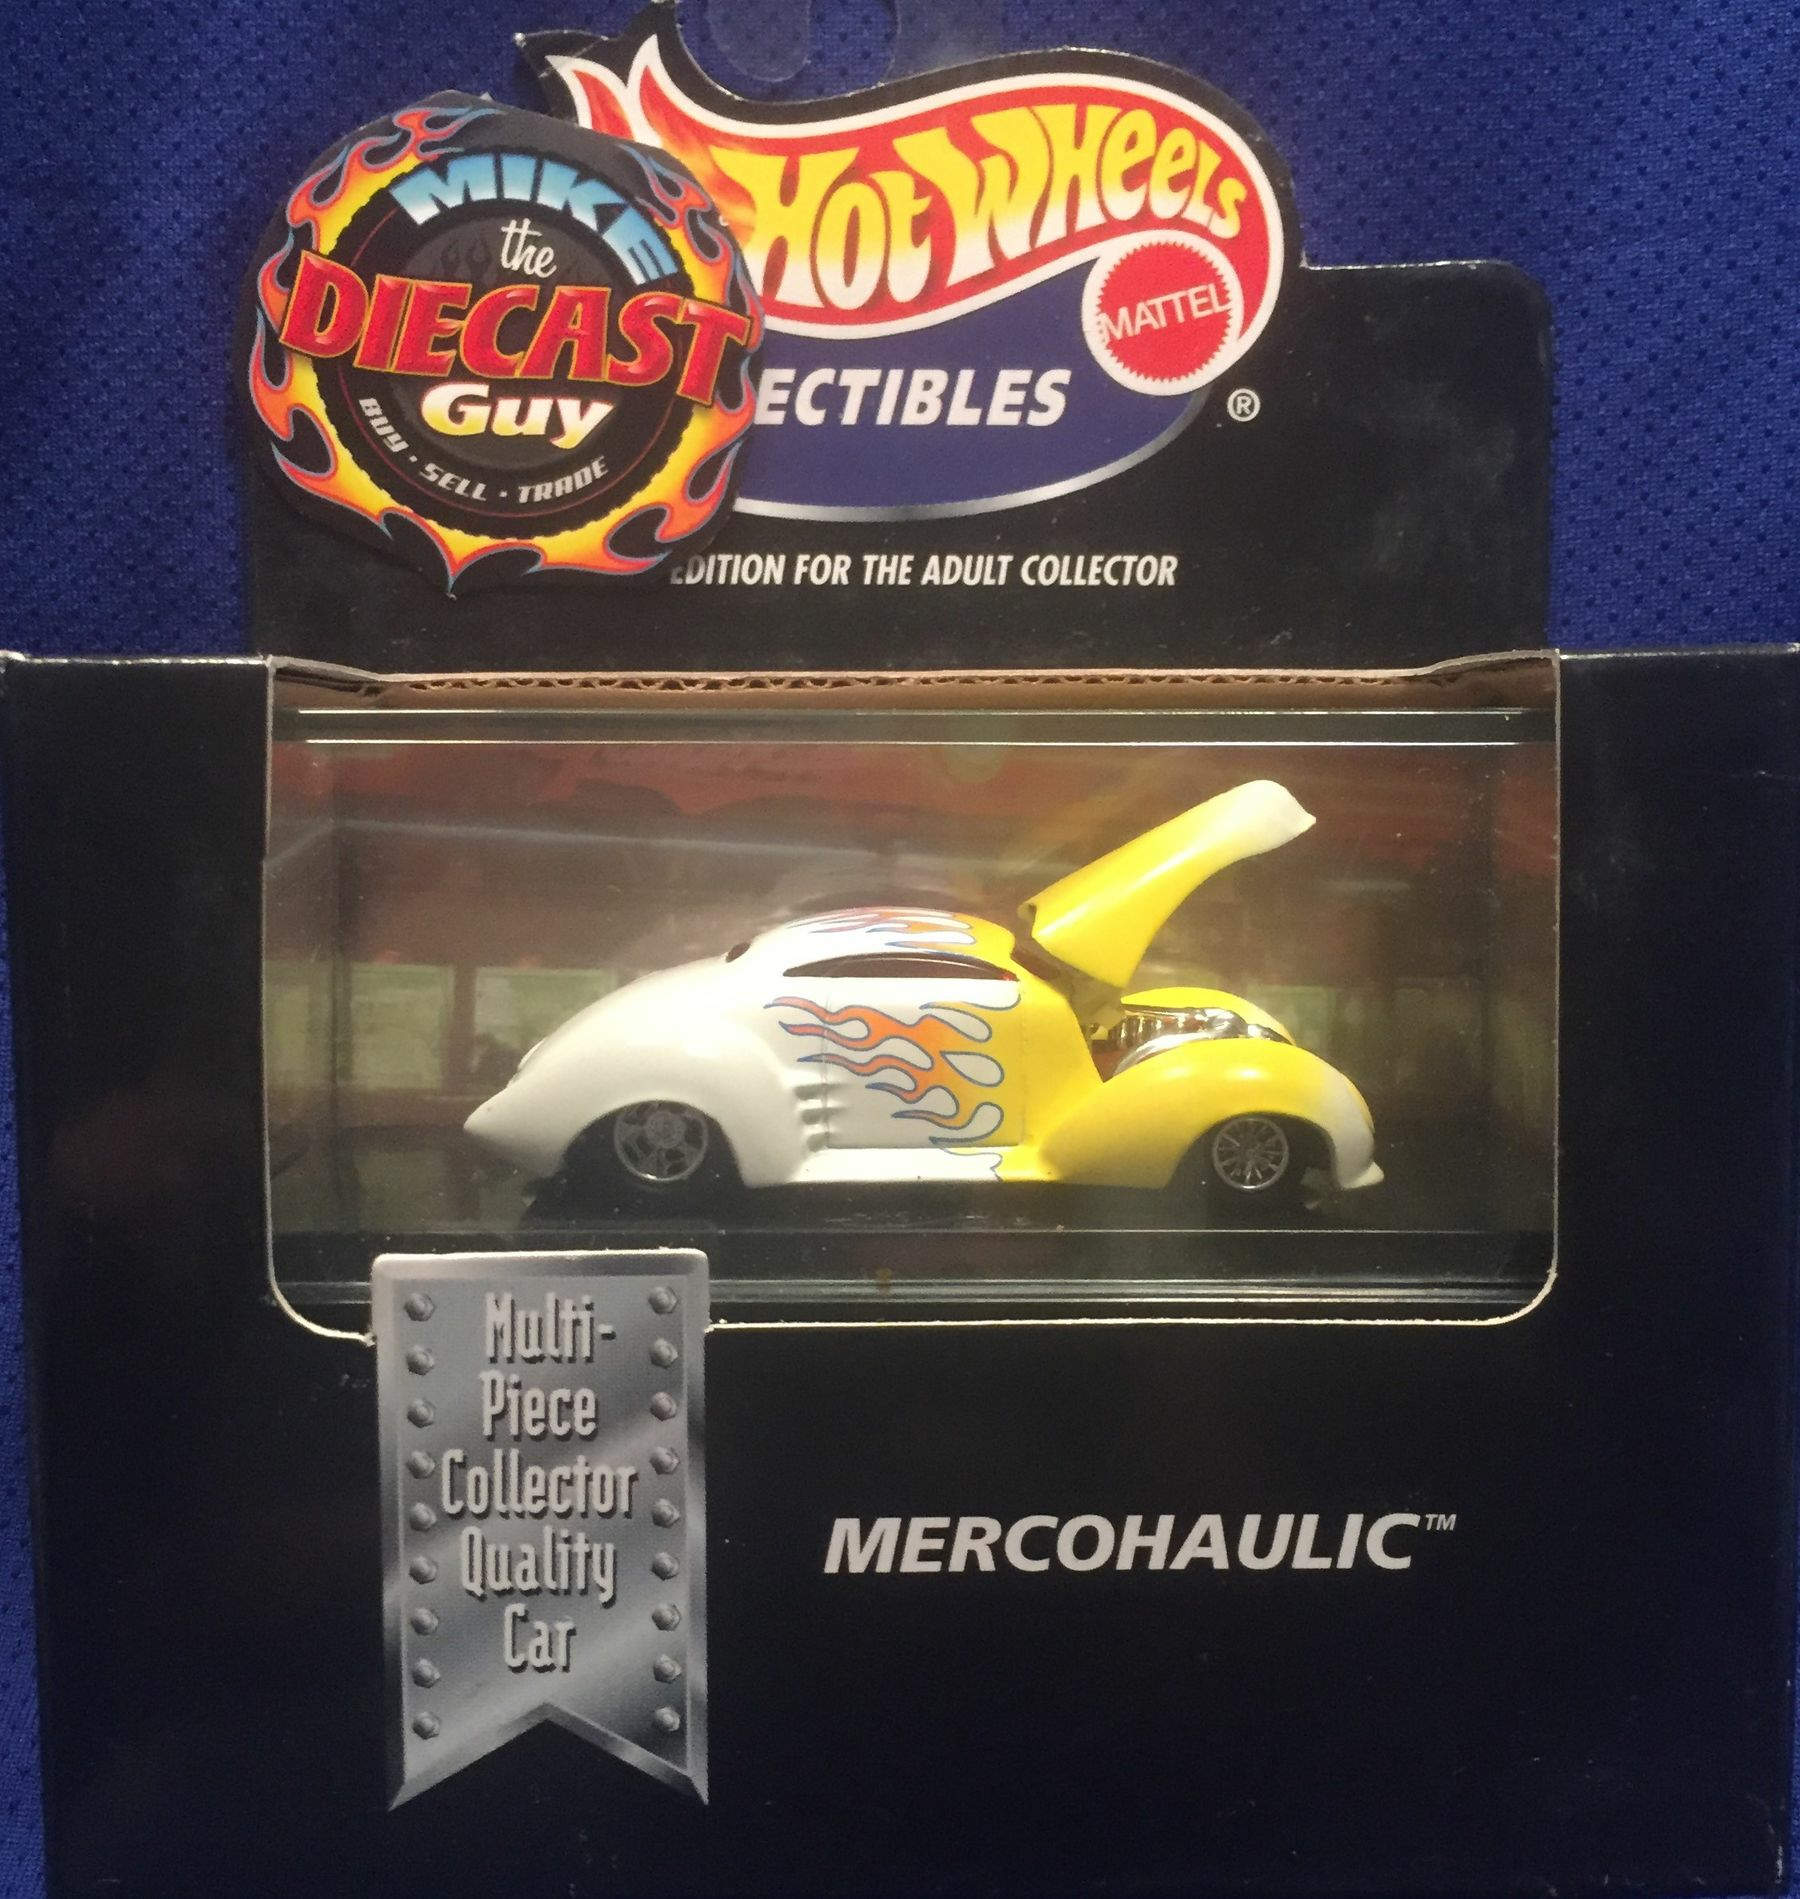 MIKE
the
DIECAST
Guy
BUY · SELL · TRADE
Hot Wheels
MATTEL
ECTIBLES
®
EDITION FOR THE ADULT COLLECTOR
Multi-
Piece
Collector
Quality
Car
MERCOHAULIC™